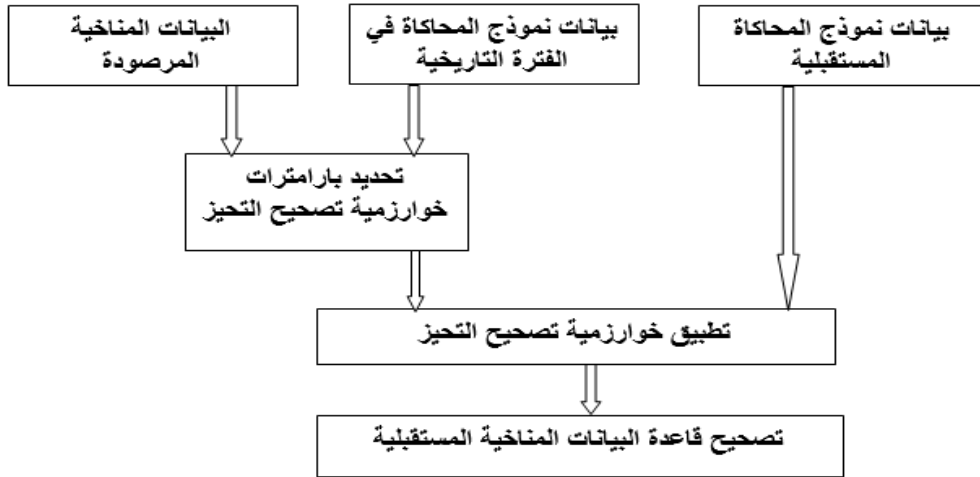 البيانات المناخية
المرصودة
بيانات نموذج المحاكاة في
الفترة التاريخية
بيانات نموذج المحاكاة
المستقبلية
تحديد بارامترات
خوارزمية تصحيح التحيز
تطبيق خوارزمية تصحيح التحيز
تصحيح قاعدة البيانات المناخية المستقبلية